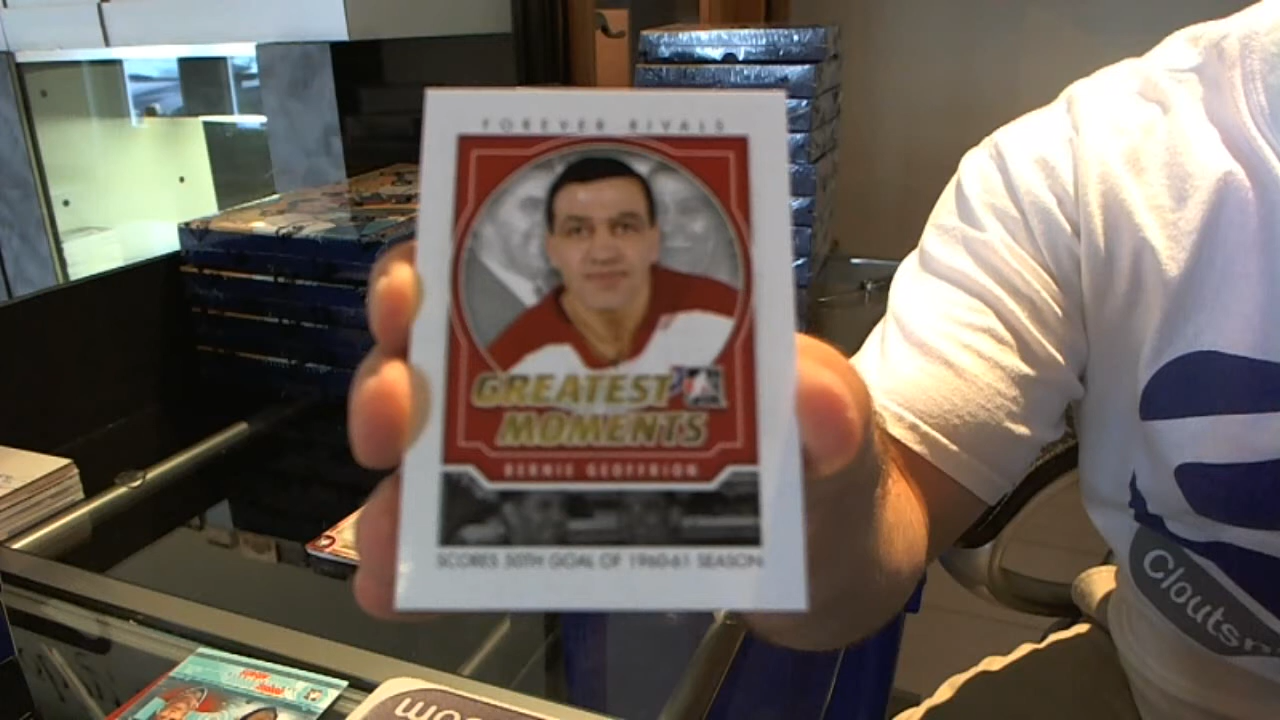 FOREVER RIVALS
GREATEST
MOMENTS
BERNIE GEOFFRION
SCORES 50TH GOAL OF 1960-61 SEASON
Clouts